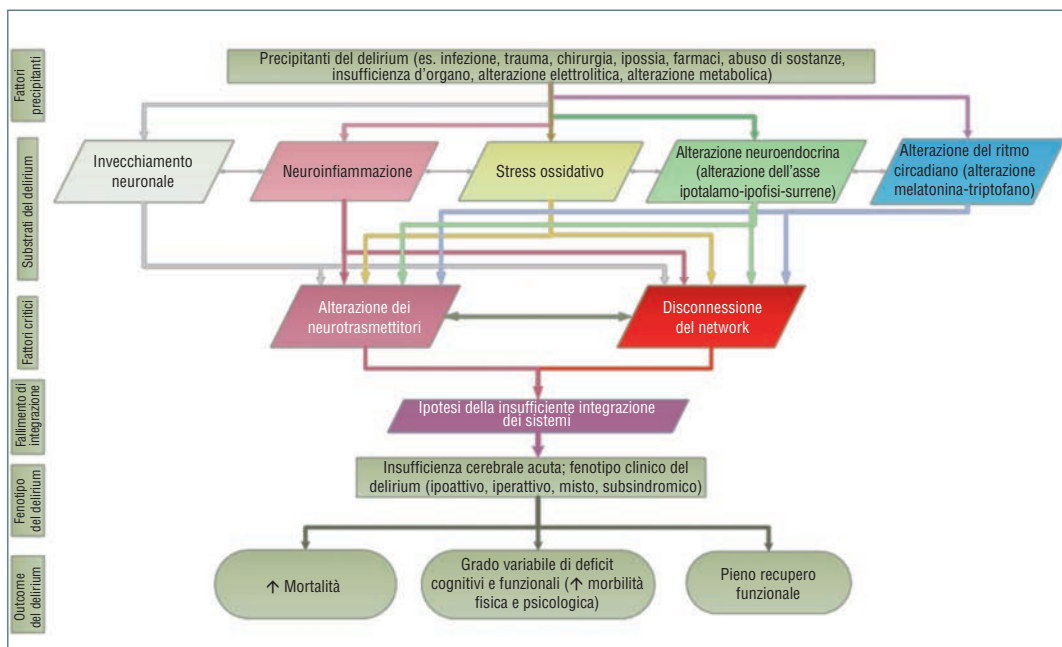 Fattori
precipitanti
Precipitanti del delirium (es. infezione, trauma, chirurgia, ipossia, farmaci, abuso di sostanze,
insufficienza d'organo, alterazione elettrolitica, alterazione metabolica)
Substrati del delirium
Invecchiamento
neuronale
Neuroinfiammazione
Stress ossidativo
Alterazione neuroendocrina
(alterazione dell'asse
ipotalamo-ipofisi-surrene)
Alterazione del ritmo
circadiano (alterazione
melatonina-triptofano)
Fattori critici
Alterazione dei
neurotrasmettitori
Disconnessione
del network
Fallimento di
integrazione
Ipotesi della insufficiente integrazione
dei sistemi
Fenotipo
del delirium
Insufficienza cerebrale acuta; fenotipo clinico del
delirium (ipoattivo, iperattivo, misto, subsindromico)
Outcome
del delirium
↑ Mortalità
Grado variabile di deficit
cognitivi e funzionali (↑ morbilità
fisica e psicologica)
Pieno recupero
funzionale